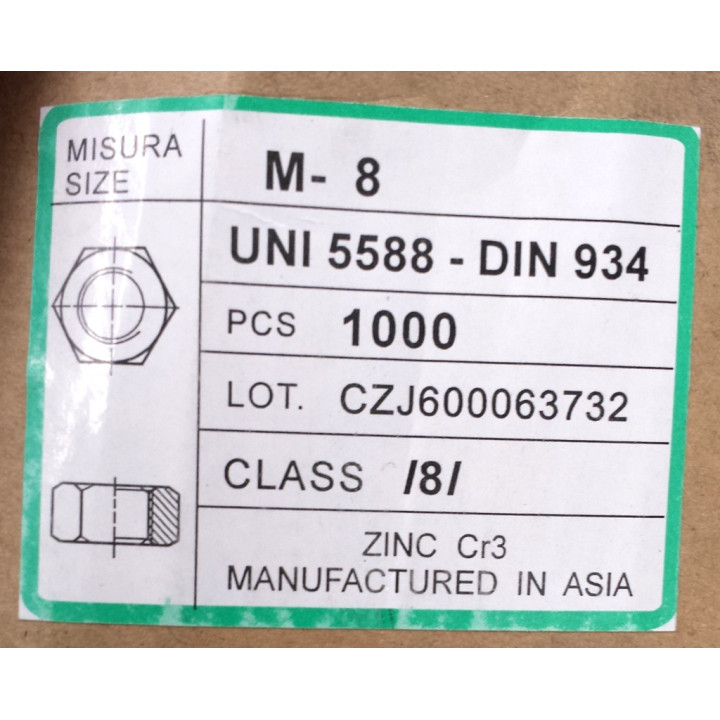 MISURA
SIZE
M- 8
UNI 5588 - DIN 934
PCS 1000
LOT. CZJ600063732
CLASS /8/
ZINC Cr3
MANUFACTURED IN ASIA